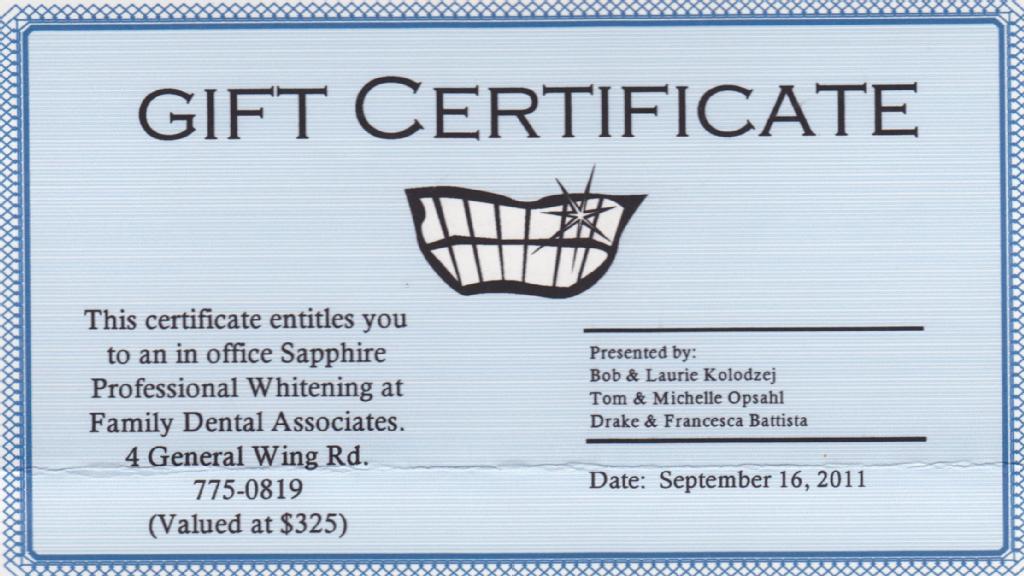 GIFT CERTIFICATE
This certificate entitles you
to an in office Sapphire
Professional Whitening at
Family Dental Associates.
4 General Wing Rd.
775-0819
(Valued at $325)
Presented by:
Bob & Laurie Kolodzej
Tom & Michelle Opsahl
Drake & Francesca Battista
Date: September 16, 2011